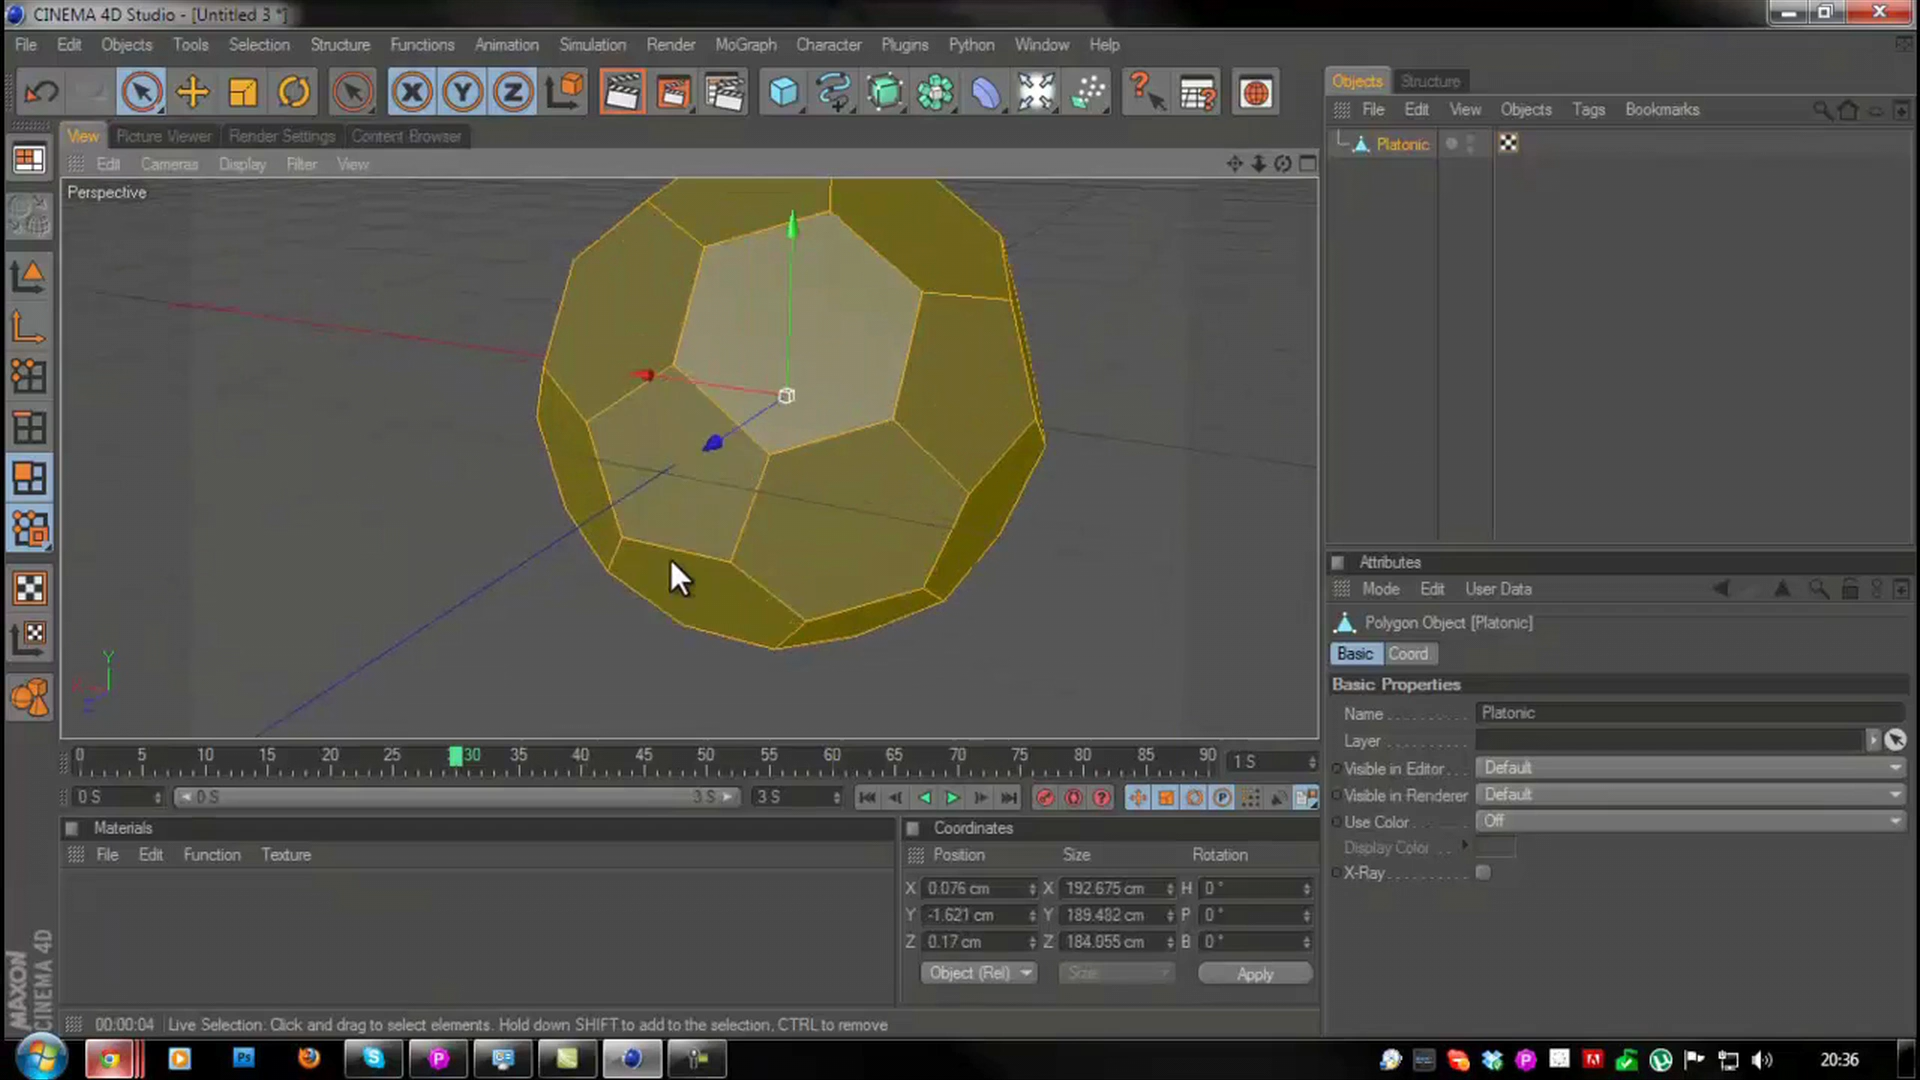 CINEMA 4D Studio - [Untitled 3 *]
File Edit Objects Tools Selection Structure Functions Animation Simulation Render MoGraph Character Plugins Python Window Help
View Picture Viewer Render Settings Content Browser
Edit Cameras Display Filter View
Perspective
Y
0 5 10 15 20 25 30 35 40 45 50 55 60 65 70 75 80 85 90 1 S
0 S 0 S 3 S 3 S
Materials
File Edit Function Texture
Coordinates
Position Size Rotation
X 0.076 cm X 192.675 cm H 0 °
Y -1.621 cm Y 189.482 cm P 0 °
Z 0.17 cm Z 184.055 cm B 0 °
Object (Rel) Size Apply
00:00:04 Live Selection: Click and drag to select elements. Hold down SHIFT to add to the selection, CTRL to remove
MAXON
CINEMA 4D
Objects Structure
File Edit View Objects Tags Bookmarks
Platonic
Attributes
Mode Edit User Data
Polygon Object [Platonic]
Basic Coord.
Basic Properties
Name Platonic
Layer
Visible in Editor Default
Visible in Renderer Default
Use Color Off
Display Color
X-Ray
20:36